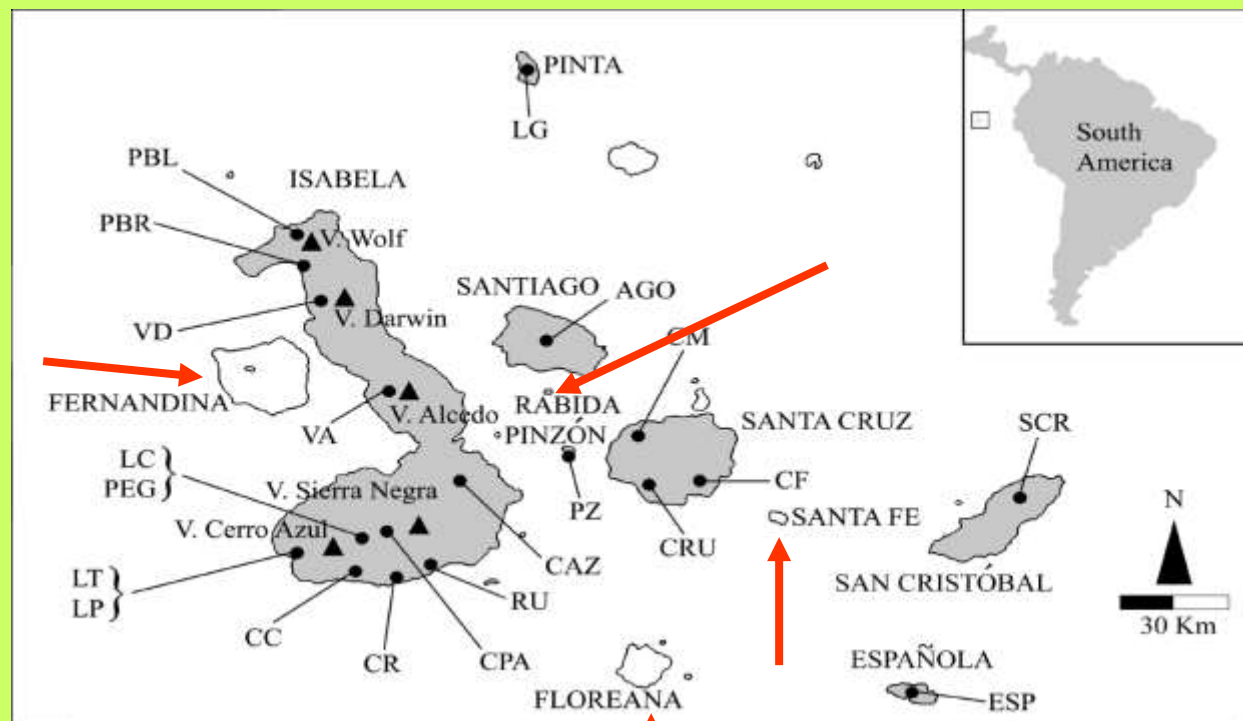 PINTA
LG
South
America
PBL
ISABELA
PBR
V. Wolf
SANTIAGO
AGO
VD
V. Darwin
CM
FERNANDINA
RÁBIDA
V. Alcedo
VA
PINZÓN
SANTA CRUZ
SCR
LC
PEG
V. Sierra Negra
PZ
CF
N
V. Cerro Azul
SANTA FE
CRU
CAZ
LT
LP
SAN CRISTÓBAL
RU
CC
30 Km
CR
CPA
ESPAÑOLA
FLOREANA
ESP